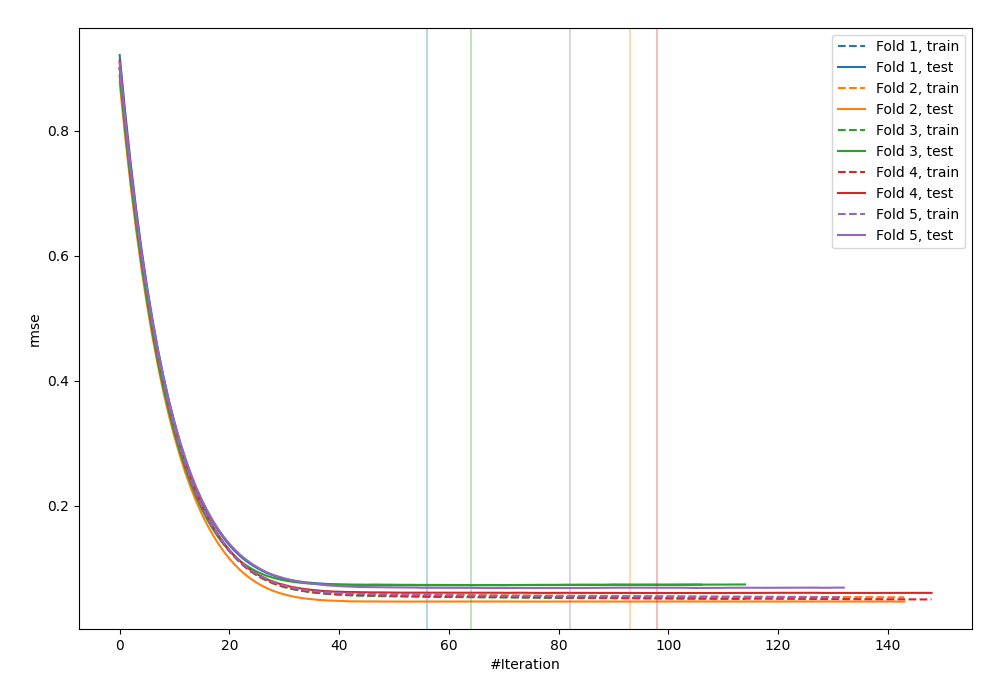 rmse
0.8
0.6
0.4
0.2
0
20
40
60
80
100
120
140
#Iteration
Fold 1, train
Fold 1, test
Fold 2, train
Fold 2, test
Fold 3, train
Fold 3, test
Fold 4, train
Fold 4, test
Fold 5, train
Fold 5, test